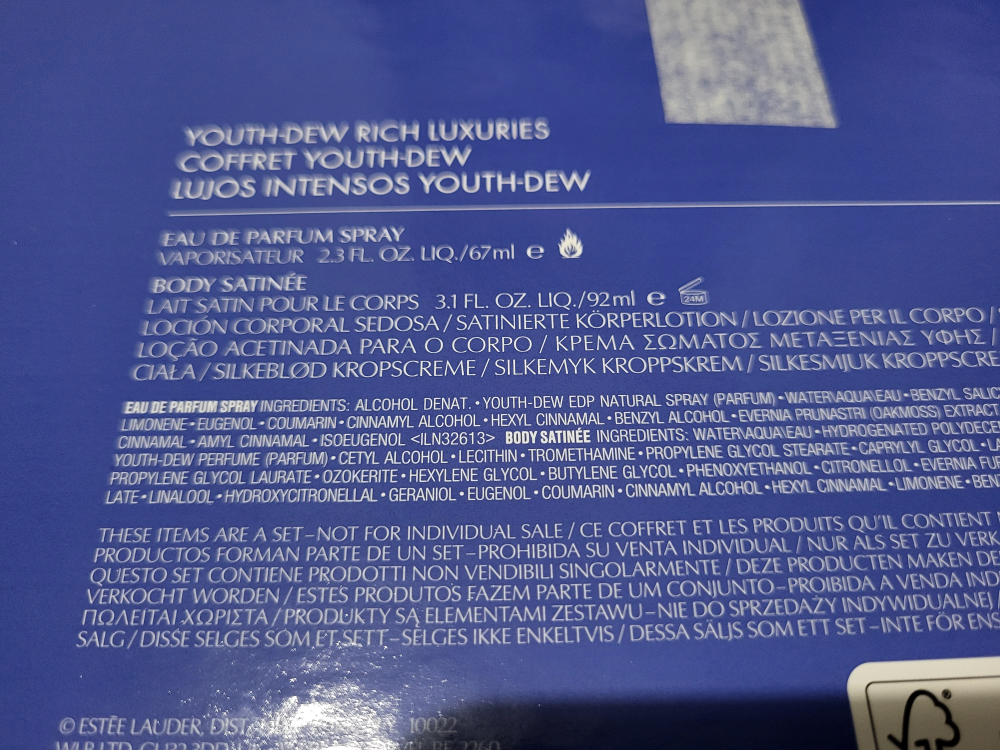 YOUTH-DEW RICH LUXURIES
COFFRET YOUTH-DEW
LUJOS INTENSOS YOUTH-DEW
EAU DE PARFUM SPRAY
VAPORISATEUR 2.3 FL. OZ. LIQ./67ml e
BODY SATINÉE
LAIT SATIN POUR LE CORPS 3.1 FL. OZ. LIQ./92ml e 24M
LOCIÓN CORPORAL SEDOSA / SATINIERTE KÖRPERLOTION / LOZIONE PER IL CORPO /
LOÇÃO ACETINADA PARA O CORPO / ΚΡΕΜΑ ΣΩΜΑΤΟΣ ΜΕΤΑΞΕΝΙΑΣ ΥΦΗΣ /
CIAŁA / SILKEBLØD KROPSCREME / SILKEMYK KROPPSKREM / SILKESMJUK KROPPSCRE
EAU DE PARFUM SPRAY INGREDIENTS: ALCOHOL DENAT. • YOUTH-DEW EDP NATURAL SPRAY (PARFUM) • WATER\AQUA\EAU • BENZYL SALIC
LIMONENE • EUGENOL • COUMARIN • CINNAMYL ALCOHOL • HEXYL CINNAMAL • BENZYL ALCOHOL • EVERNIA PRUNASTRI (OAKMOSS) EXTRACT
CINNAMAL • AMYL CINNAMAL • ISOEUGENOL <ILN32613> BODY SATINÉE INGREDIENTS: WATER\AQUA\EAU • HYDROGENATED POLYDECE
YOUTH-DEW PERFUME (PARFUM) • CETYL ALCOHOL • LECITHIN • TROMETHAMINE • PROPYLENE GLYCOL STEARATE • CAPRYLYL GLYCOL •
PROPYLENE GLYCOL LAURATE • OZOKERITE • HEXYLENE GLYCOL • BUTYLENE GLYCOL • PHENOXYETHANOL • CITRONELLOL • EVERNIA FU
LATE • LINALOOL • HYDROXYCITRONELLAL • GERANIOL • EUGENOL • COUMARIN • CINNAMYL ALCOHOL • HEXYL CINNAMAL • LIMONENE • BEN
THESE ITEMS ARE A SET – NOT FOR INDIVIDUAL SALE / CE COFFRET ET LES PRODUITS QU'IL CONTIENT
PRODUCTOS FORMAN PARTE DE UN SET – PROHIBIDA SU VENTA INDIVIDUAL / NUR ALS SET ZU VERK
QUESTO SET CONTIENE PRODOTTI NON VENDIBILI SINGOLARMENTE / DEZE PRODUCTEN MAKEN DE
VERKOCHT WORDEN / ESTES PRODUTOS FAZEM PARTE DE UM CONJUNTO – PROIBIDA A VENDA IND
ΠΩΛΕΙΤΑΙ ΧΩΡΙΣΤΑ / PRODUKTY SĄ ELEMENTAMI ZESTAWU – NIE DO SPRZEDAŻY INDYWIDUALNEJ /
SALG / DISSE SELGES SOM ET SETT – SELGES IKKE ENKELTVIS / DESSA SÄLJS SOM ETT SET – INTE FÖR ENS
© ESTÉE LAUDER, DIST. 10022